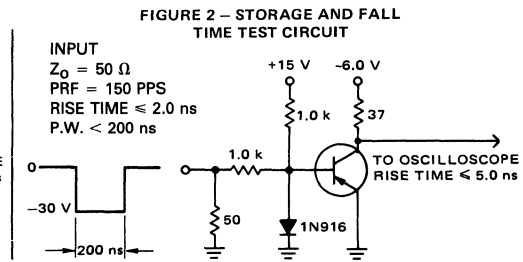 FIGURE 2 – STORAGE AND FALL
TIME TEST CIRCUIT
INPUT
Z₀ = 50 Ω
PRF = 150 PPS
RISE TIME ≤ 2.0 ns
P.W. < 200 ns
+15 V
-6.0 V
1.0 k
37
0
1.0 k
TO OSCILLOSCOPE
RISE TIME ≤ 5.0 ns
−30 V
50
1N916
200 ns